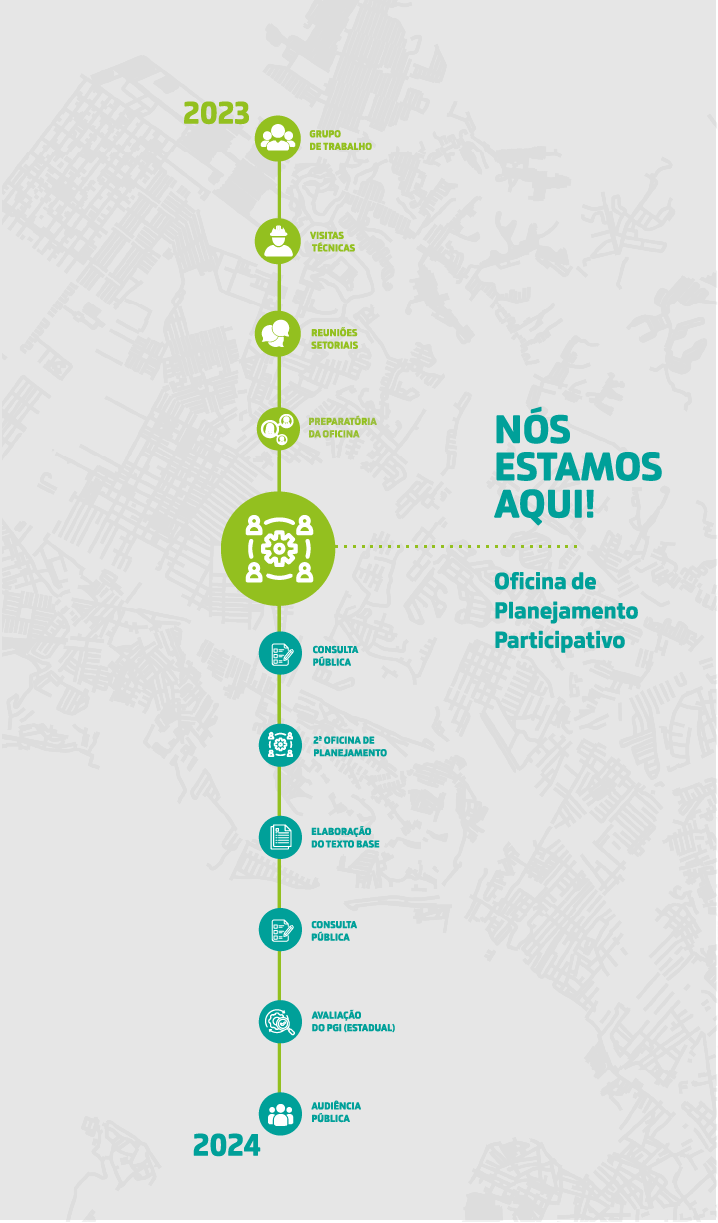 2023
GRUPO
DE TRABALHO
VISITAS
TÉCNICAS
REUNIÕES
SETORIAIS
PREPARATÓRIA
DA OFICINA
NÓS
ESTAMOS
AQUI!
Oficina de
Planejamento
Participativo
CONSULTA
PÚBLICA
2ª OFICINA DE
PLANEJAMENTO
ELABORAÇÃO
DO TEXTO BASE
CONSULTA
PÚBLICA
AVALIAÇÃO
DO PGI (ESTADUAL)
AUDIÊNCIA
PÚBLICA
2024